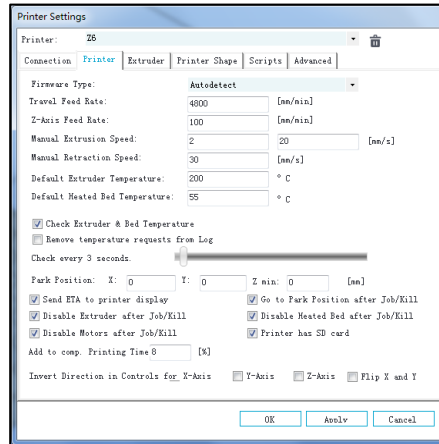 Printer Settings
Printer: Z6
Connection Printer Extruder Printer Shape Scripts Advanced
Firmware Type: Autodetect
Travel Feed Rate: 4800 [mm/min]
Z-Axis Feed Rate: 100 [mm/min]
Manual Extrusion Speed: 2 20 [mm/s]
Manual Retraction Speed: 30 [mm/s]
Default Extruder Temperature: 200 ° C
Default Heated Bed Temperature: 55 ° C
Check Extruder & Bed Temperature
Remove temperature requests from Log
Check every 3 seconds.
Park Position: X: 0 Y: 0 Z min: 0 [mm]
Send ETA to printer display Go to Park Position after Job/Kill
Disable Extruder after Job/Kill Disable Heated Bed after Job/Kill
Disable Motors after Job/Kill Printer has SD card
Add to comp. Printing Time 8 [%]
Invert Direction in Controls for X-Axis Y-Axis Z-Axis Flip X and Y
OK Apply Cancel